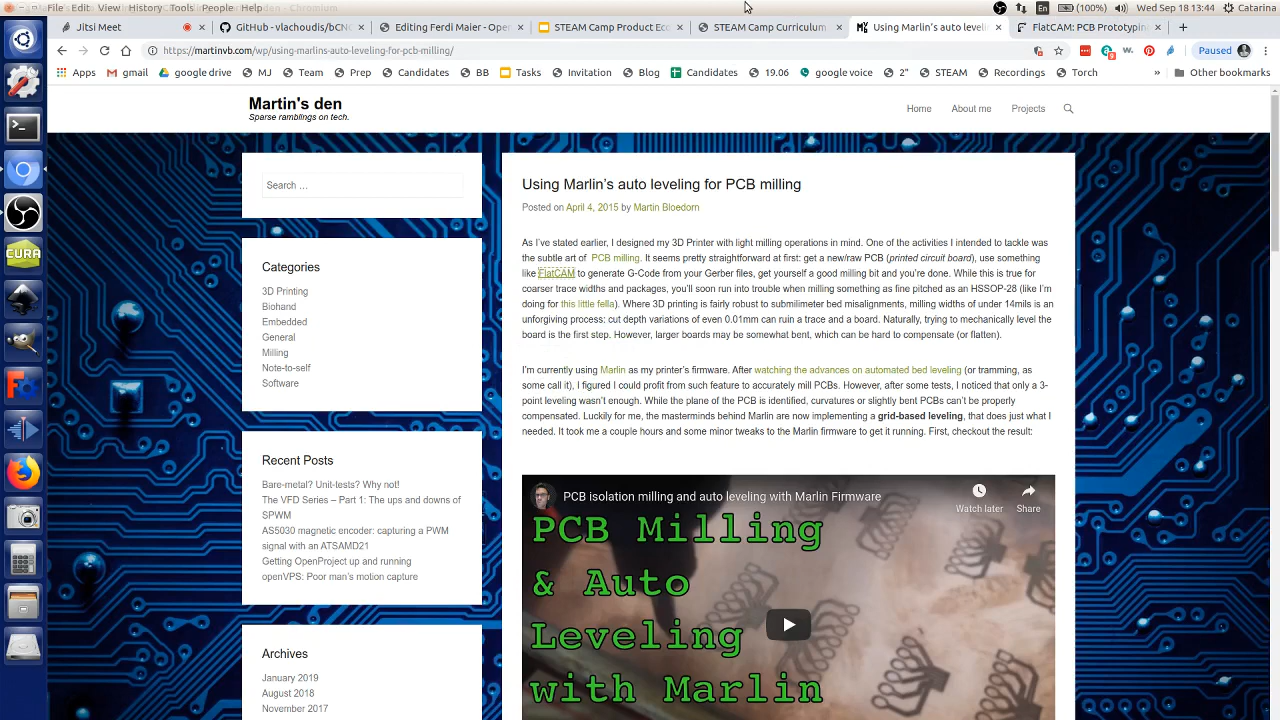 File Edit View History Tools People Help
En (100%) Wed Sep 18 13:44 Catarina
Jitsi Meet
GitHub - vlachoudis/bCNC
Editing Ferdi Maier - Open
STEAM Camp Product Eco
STEAM Camp Curriculum
Using Marlin's auto leveli
FlatCAM: PCB Prototypin
https://martinvb.com/wp/using-marlins-auto-leveling-for-pcb-milling/
Paused
Apps gmail google drive MJ Team Prep Candidates BB Tasks Invitation Blog Candidates 19.06 google voice 2" STEAM Recordings Torch » Other bookmarks
Martin's den
Sparse ramblings on tech.
Home About me Projects
Search …
Categories
3D Printing
Biohand
Embedded
General
Milling
Note-to-self
Software
Recent Posts
Bare-metal? Unit-tests? Why not!
The VFD Series – Part 1: The ups and downs of
SPWM
AS5030 magnetic encoder: capturing a PWM
signal with an ATSAMD21
Getting OpenProject up and running
openVPS: Poor man's motion capture
Archives
January 2019
August 2018
November 2017
Using Marlin's auto leveling for PCB milling
Posted on April 4, 2015 by Martin Bloedorn
As I've stated earlier, I designed my 3D Printer with light milling operations in mind. One of the activities I intended to tackle was
the subtle art of PCB milling. It seems pretty straightforward at first: get a new/raw PCB (printed circuit board), use something
like FlatCAM to generate G-Code from your Gerber files, get yourself a good milling bit and you're done. While this is true for
coarser trace widths and packages, you'll soon run into trouble when milling something as fine pitched as an HSSOP-28 (like I'm
doing for this little fella). Where 3D printing is fairly robust to submilimeter bed misalignments, milling widths of under 14mils is an
unforgiving process: cut depth variations of even 0.01mm can ruin a trace and a board. Naturally, trying to mechanically level the
board is the first step. However, larger boards may be somewhat bent, which can be hard to compensate (or flatten).
I'm currently using Marlin as my printer's firmware. After watching the advances on automated bed leveling (or tramming, as
some call it), I figured I could profit from such feature to accurately mill PCBs. However, after some tests, I noticed that only a 3-
point leveling wasn't enough. While the plane of the PCB is identified, curvatures or slightly bent PCBs can't be properly
compensated. Luckily for me, the masterminds behind Marlin are now implementing a grid-based leveling, that does just what I
needed. It took me a couple hours and some minor tweaks to the Marlin firmware to get it running. First, checkout the result:
PCB isolation milling and auto leveling with Marlin Firmware
Watch later Share
PCB Milling
& Auto
Leveling
with Marlin
CURA